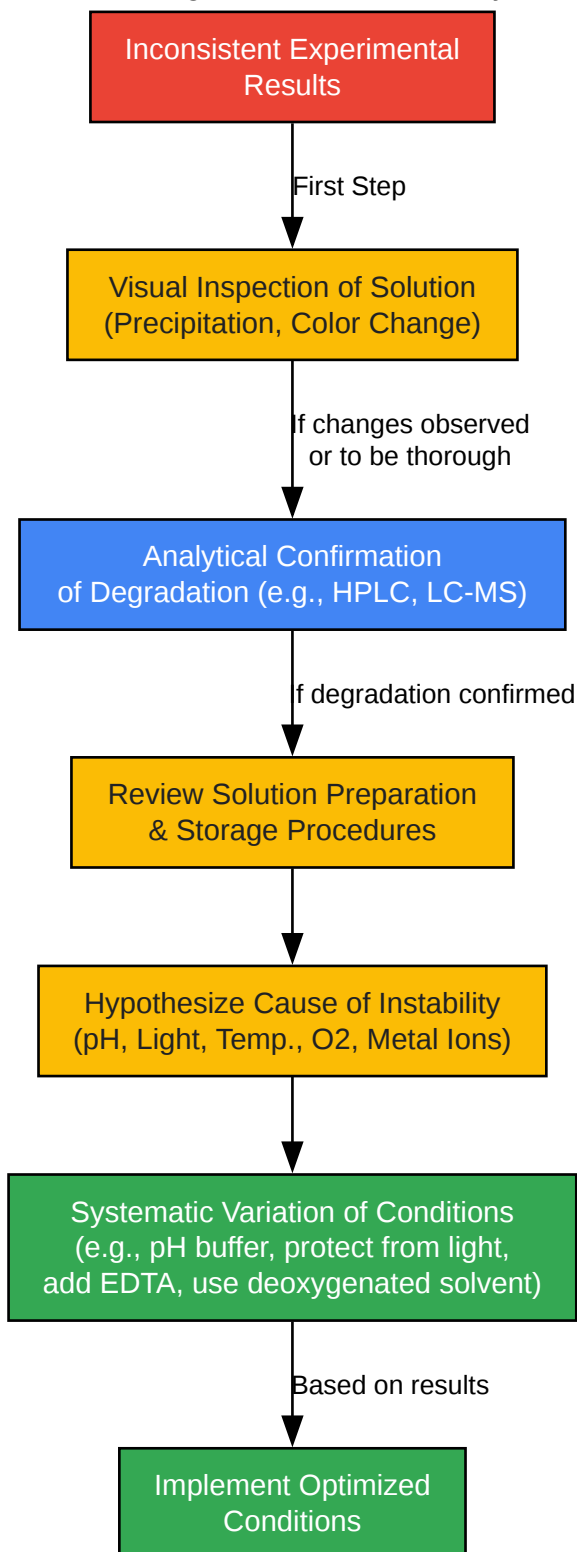 Inconsistent Experimental
Results
First Step
Visual Inspection of Solution
(Precipitation, Color Change)
If changes observed
or to be thorough
Analytical Confirmation
of Degradation (e.g., HPLC, LC-MS)
If degradation confirmed
Review Solution Preparation
& Storage Procedures
Hypothesize Cause of Instability
(pH, Light, Temp., O2, Metal Ions)
Systematic Variation of Conditions
(e.g., pH buffer, protect from light,
add EDTA, use deoxygenated solvent)
Based on results
Implement Optimized
Conditions